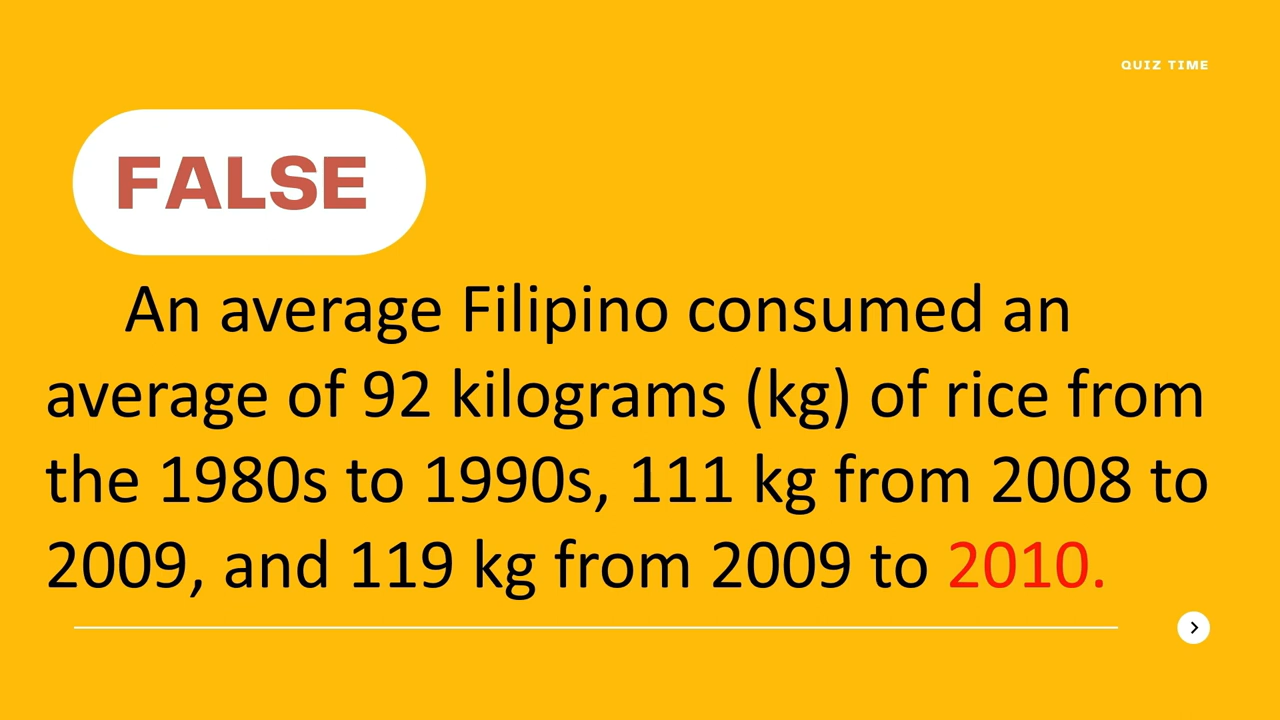 QUIZ TIME
FALSE
An average Filipino consumed an
average of 92 kilograms (kg) of rice from
the 1980s to 1990s, 111 kg from 2008 to
2009, and 119 kg from 2009 to 2010.